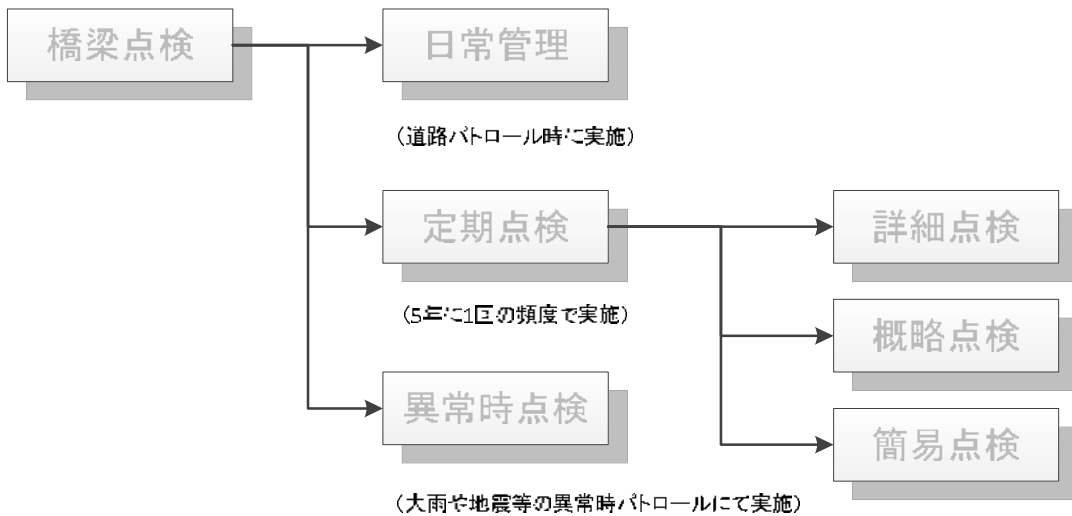 橋梁点検
日常管理
(道路パトロール時に実施)
定期点検
(5年に1回の頻度で実施)
異常時点検
(大雨や地震等の異常時パトロールにて実施)
詳細点検
概略点検
簡易点検